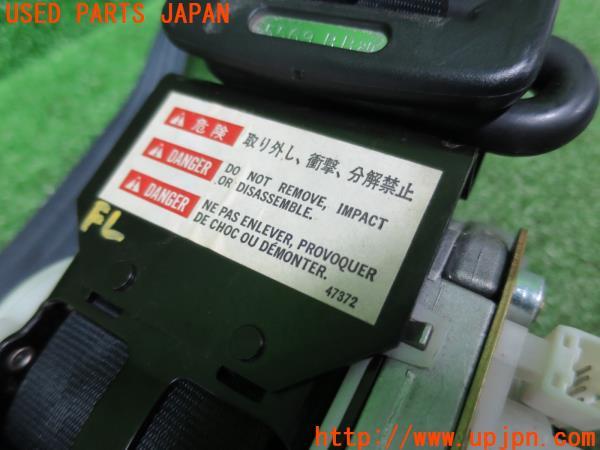 USED PARTS JAPAN
危険
取り外し、衝撃、分解禁止
DANGER
DO NOT REMOVE, IMPACT
OR DISASSEMBLE.
DANGER
NE PAS ENLEVER, PROVOQUER
DE CHOC OU DÉMONTER.
47372
FL
http://www.upjpn.com